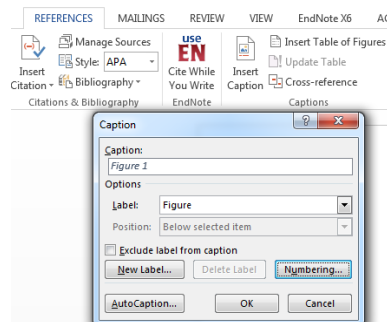 REFERENCES MAILINGS REVIEW VIEW EndNote X6
Manage Sources
Style: APA
Bibliography
Insert
Citation
Citations & Bibliography
use
EN
Cite While
You Write
EndNote
Insert
Caption
Insert Table of Figures
Update Table
Cross-reference
Captions
Caption
?
X
Caption:
Figure 1
Options
Label: Figure
Position: Below selected item
Exclude label from caption
New Label... Delete Label Numbering...
AutoCaption... OK Cancel